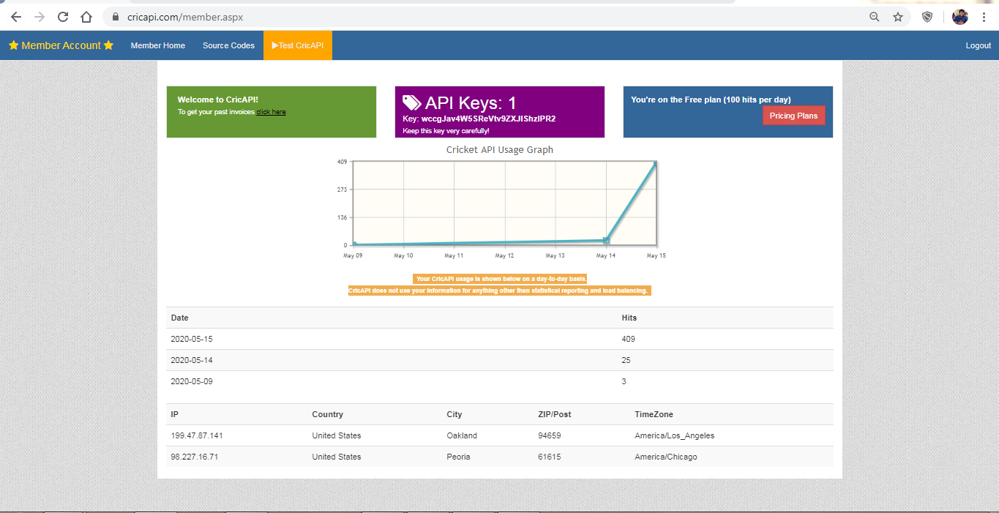 cricapi.com/member.aspx
Member Account
Member Home
Source Codes
Test CricAPI
Logout
Welcome to CricAPI!
To get your past invoices click here
API Keys: 1
Key: wccgJav4W5SReVtv9ZXJIShzIPR2
Keep this key very carefully!
You're on the Free plan (100 hits per day)
Pricing Plans
Cricket API Usage Graph
409
273
136
0
May 09 May 10 May 11 May 12 May 13 May 14 May 15
Your CricAPI usage is shown below on a day-to-day basis.
CricAPI does not use your information for anything other than statistical reporting and load balancing.
Date Hits
2020-05-15 409
2020-05-14 25
2020-05-09 3
IP Country City ZIP/Post TimeZone
199.47.87.141 United States Oakland 94659 America/Los_Angeles
98.227.16.71 United States Peoria 61615 America/Chicago